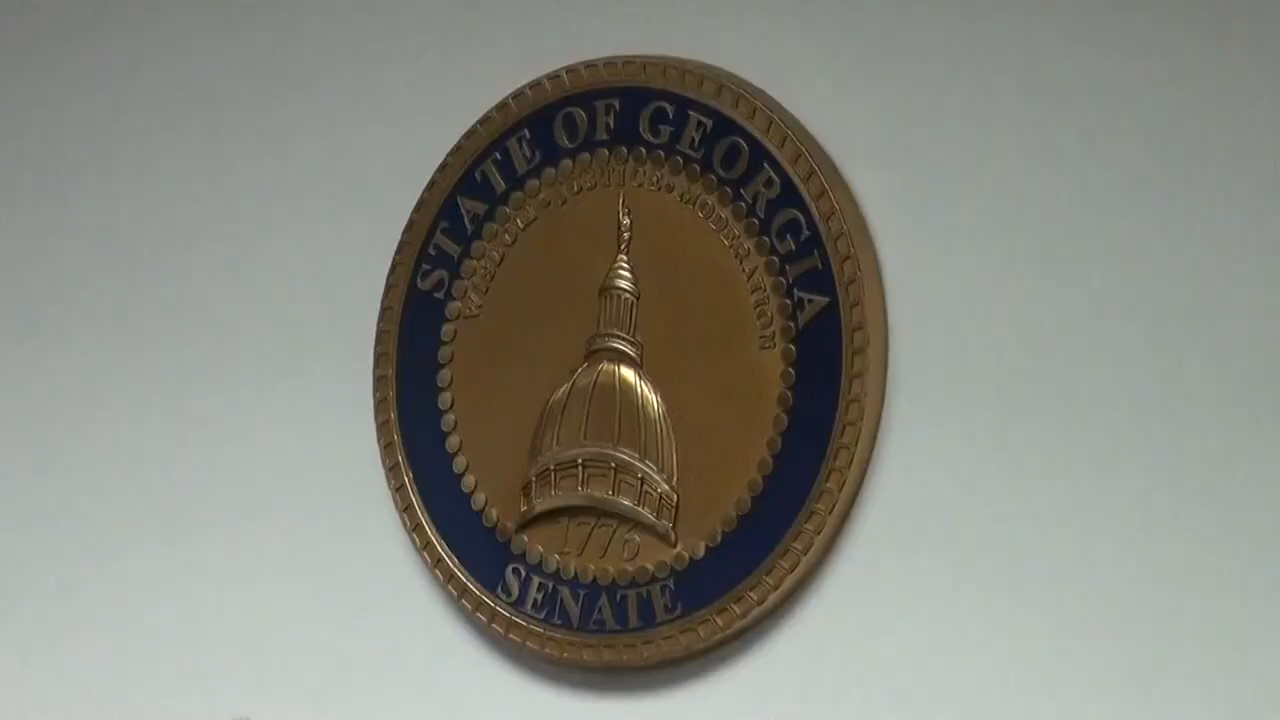 STATE OF GEORGIA
WISDOM · JUSTICE · MODERATION
1776
SENATE